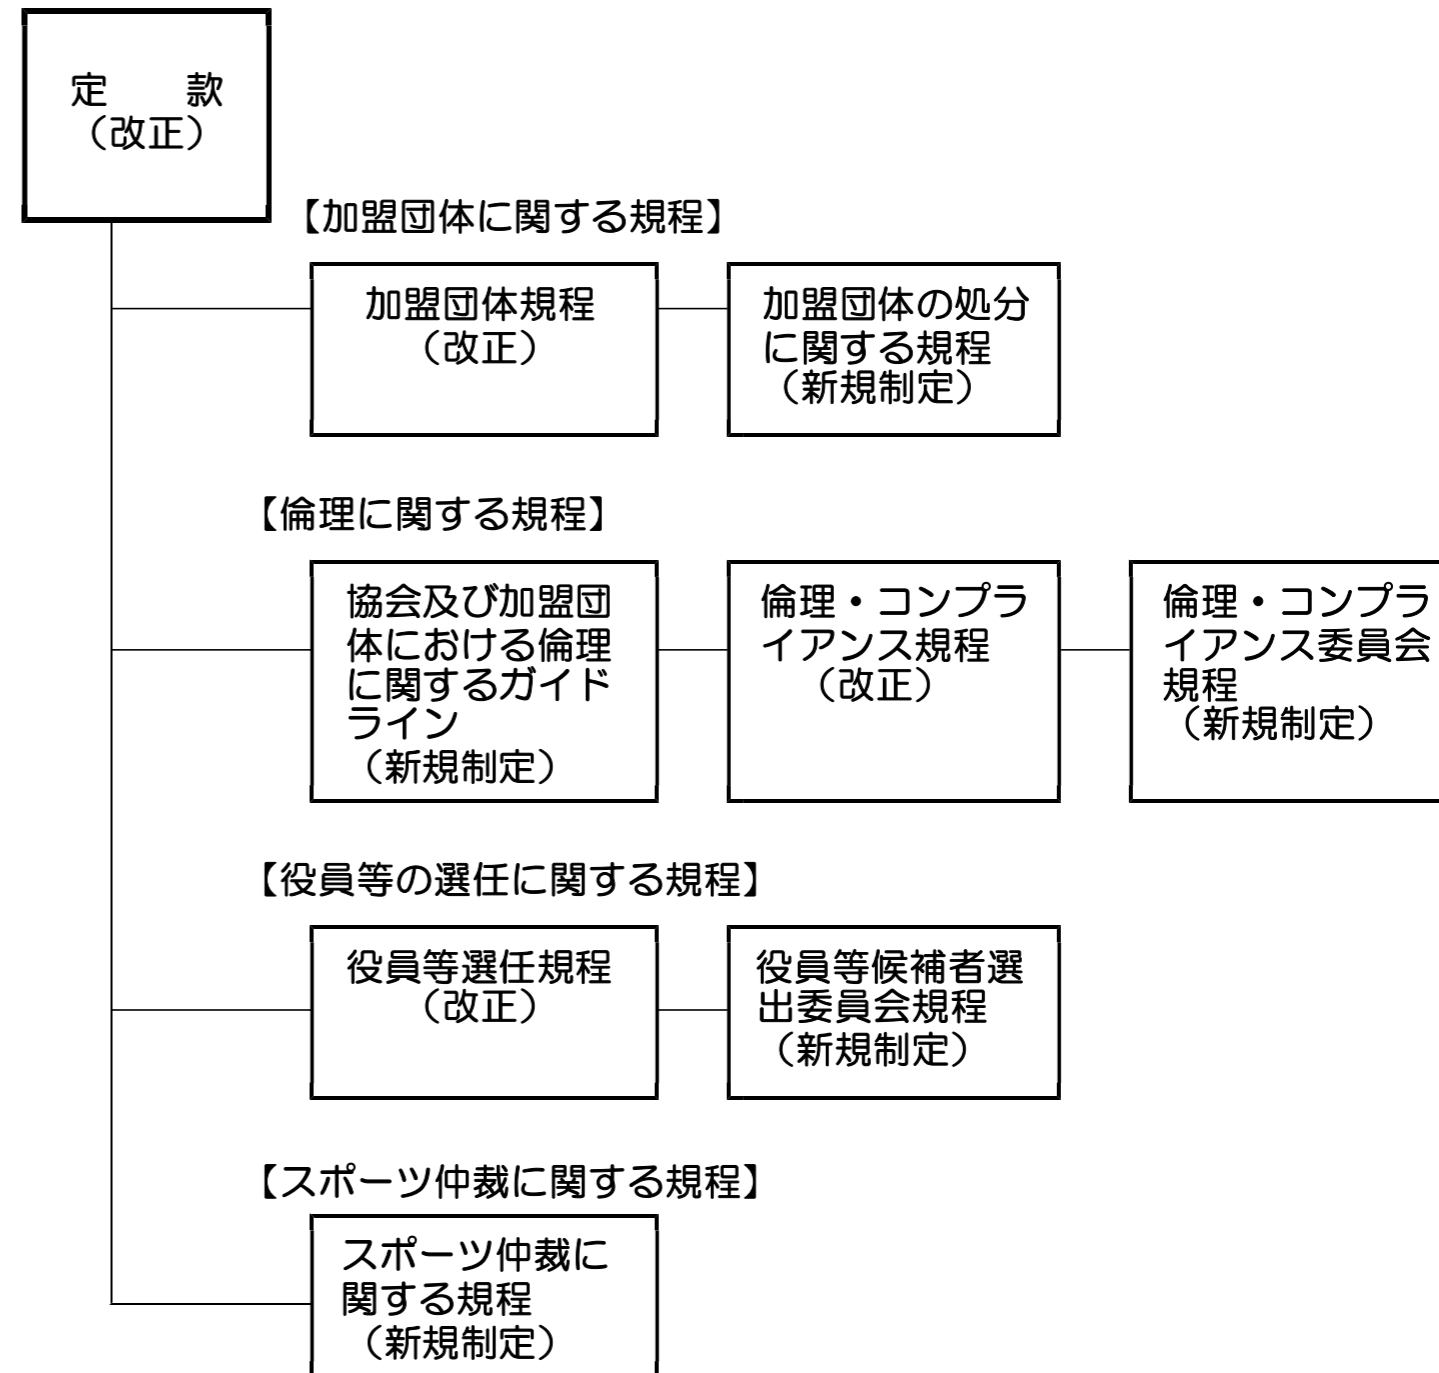 定　　款
（改正）
【加盟団体に関する規程】
加盟団体規程
（改正）
加盟団体の処分
に関する規程
（新規制定）
【倫理に関する規程】
協会及び加盟団
体における倫理
に関するガイド
ライン
（新規制定）
倫理・コンプラ
イアンス規程
（改正）
倫理・コンプラ
イアンス委員会
規程
（新規制定）
【役員等の選任に関する規程】
役員等選任規程
（改正）
役員等候補者選
出委員会規程
（新規制定）
【スポーツ仲裁に関する規程】
スポーツ仲裁に
関する規程
（新規制定）